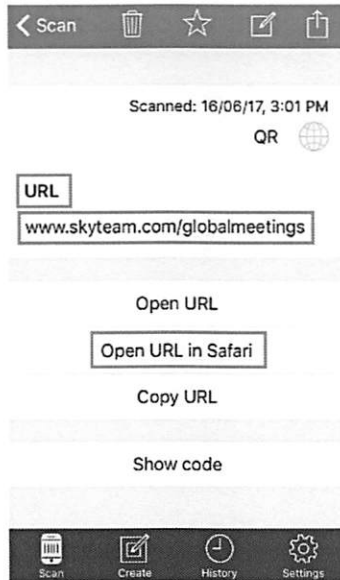 Scan
Scanned: 16/06/17, 3:01 PM
QR
URL
www.skyteam.com/globalmeetings
Open URL
Open URL in Safari
Copy URL
Show code
Scan
Create
History
Settings